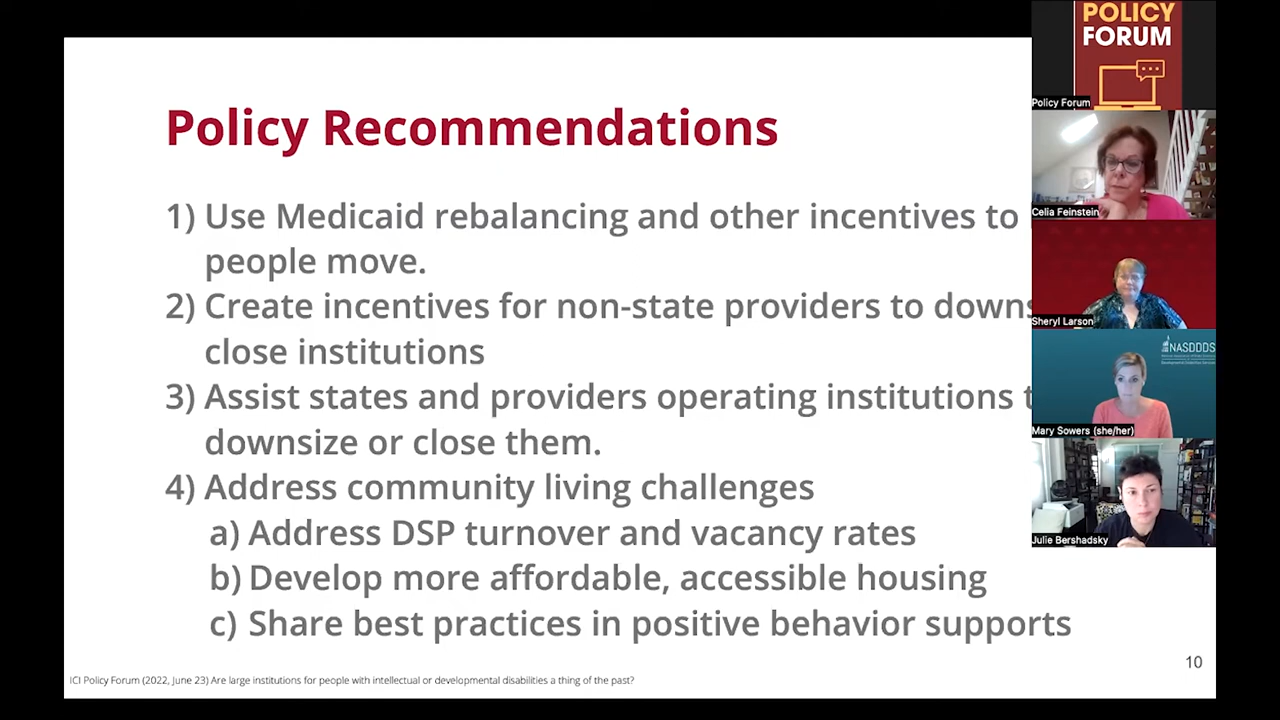 Policy Recommendations
1) Use Medicaid rebalancing and other incentives to
people move.
2) Create incentives for non-state providers to downs
close institutions
3) Assist states and providers operating institutions t
downsize or close them.
4) Address community living challenges
a) Address DSP turnover and vacancy rates
b) Develop more affordable, accessible housing
c) Share best practices in positive behavior supports
10
ICI Policy Forum (2022, June 23) Are large institutions for people with intellectual or developmental disabilities a thing of the past?
POLICY
FORUM
Policy Forum
Celia Feinstein
Sheryl Larson
NASDDDS
Mary Sowers (she/her)
Julie Bershadsky